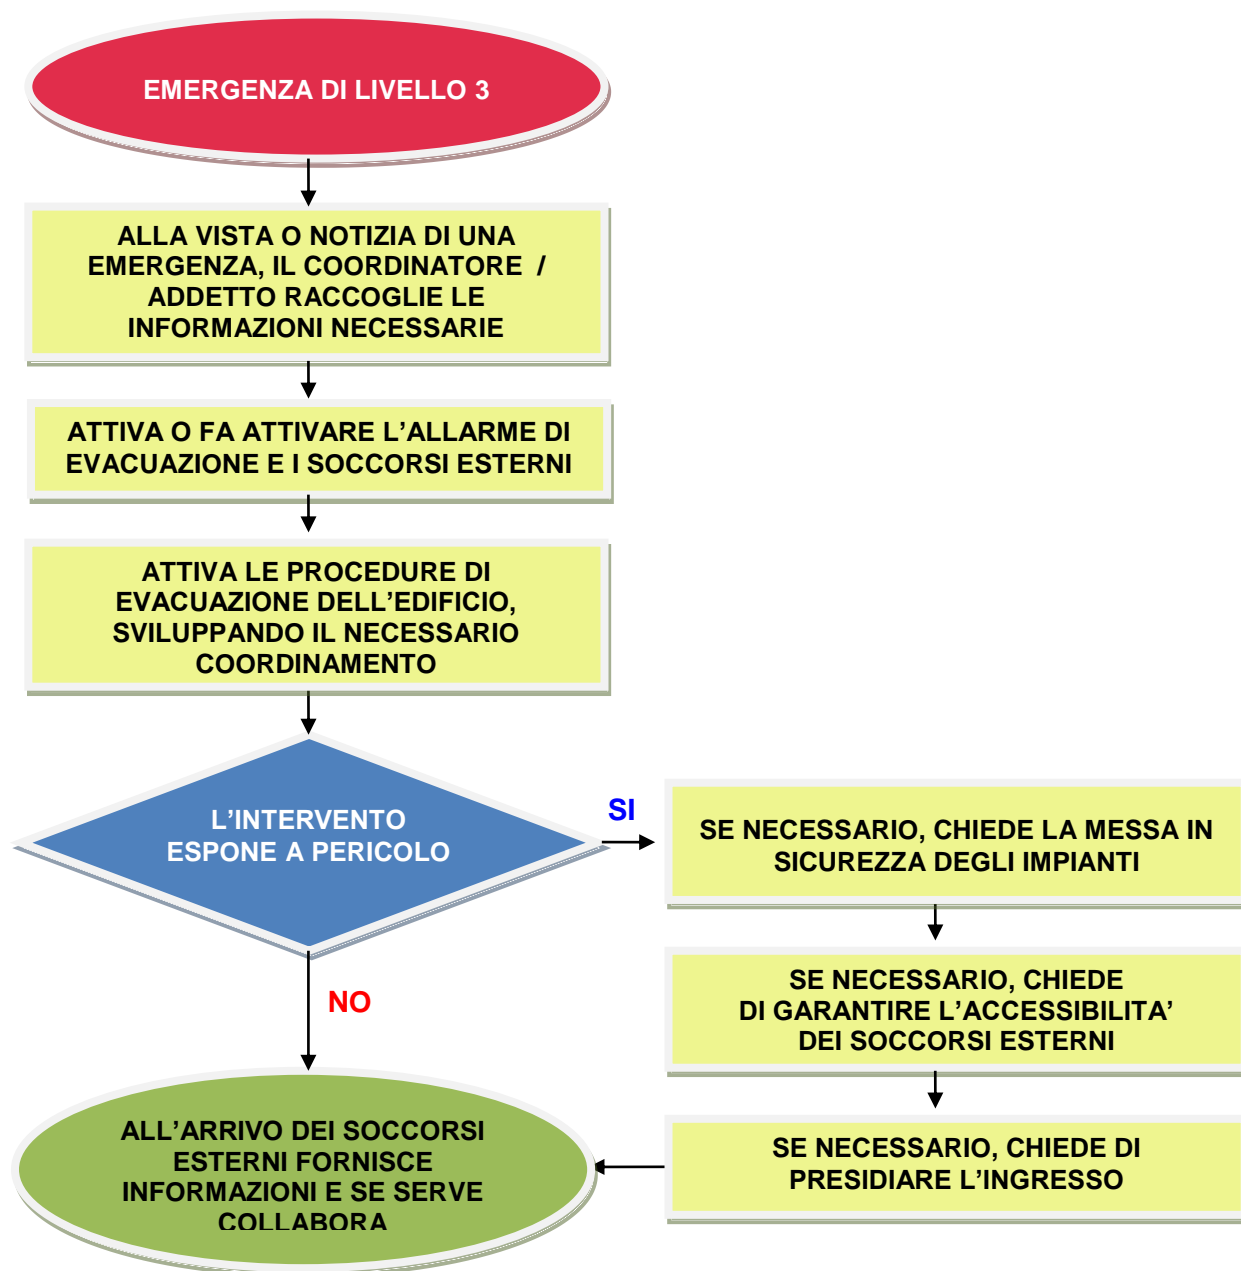 EMERGENZA DI LIVELLO 3
ALLA VISTA O NOTIZIA DI UNA
EMERGENZA, IL COORDINATORE /
ADDETTO RACCOGLIE LE
INFORMAZIONI NECESSARIE
ATTIVA O FA ATTIVARE L’ALLARME DI
EVACUAZIONE E I SOCCORSI ESTERNI
ATTIVA LE PROCEDURE DI
EVACUAZIONE DELL’EDIFICIO,
SVILUPPANDO IL NECESSARIO
COORDINAMENTO
L’INTERVENTO
ESPONE A PERICOLO
SI
SE NECESSARIO, CHIEDE LA MESSA IN
SICUREZZA DEGLI IMPIANTI
SE NECESSARIO, CHIEDE
DI GARANTIRE L’ACCESSIBILITA’
DEI SOCCORSI ESTERNI
SE NECESSARIO, CHIEDE DI
PRESIDIARE L’INGRESSO
NO
ALL’ARRIVO DEI SOCCORSI
ESTERNI FORNISCE
INFORMAZIONI E SE SERVE
COLLABORA